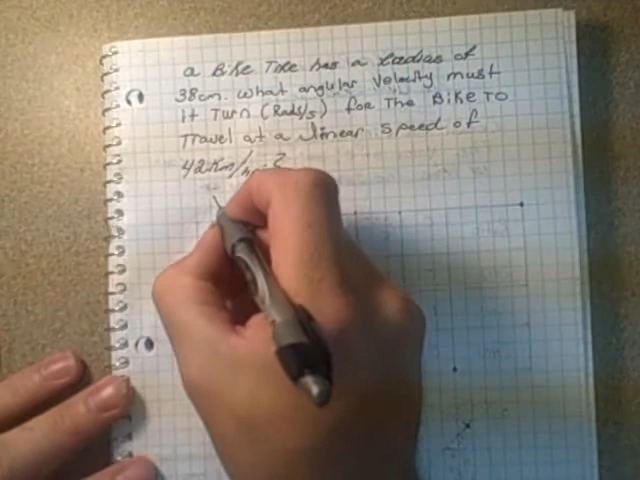 a Bike Tire has a radius of
38cm. what angular Velocity must
it Turn (Rad/s) for The Bike To
Travel at a linear speed of
42km/hr?